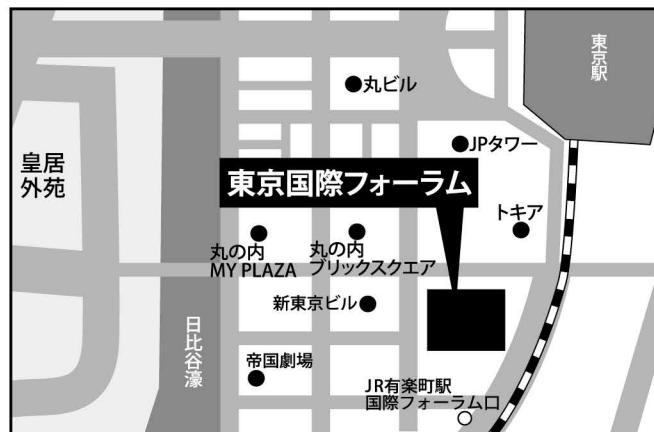 東京駅
丸ビル
JPタワー
皇居
外苑
東京国際フォーラム
トキア
丸の内
MY PLAZA
丸の内
ブリックスクエア
新東京ビル
日比谷濠
帝国劇場
JR有楽町駅
国際フォーラム口